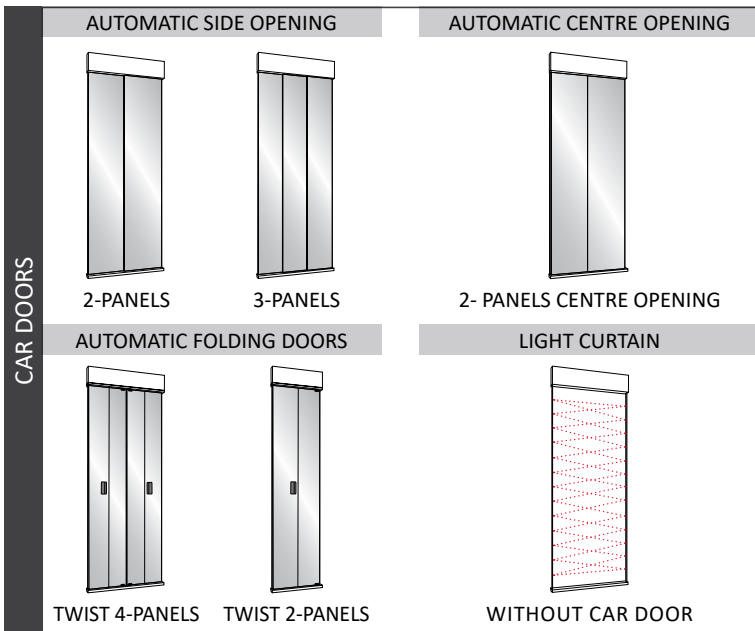 CAR DOORS
AUTOMATIC SIDE OPENING
2-PANELS
3-PANELS
AUTOMATIC CENTRE OPENING
2- PANELS CENTRE OPENING
AUTOMATIC FOLDING DOORS
TWIST 4-PANELS
TWIST 2-PANELS
LIGHT CURTAIN
WITHOUT CAR DOOR